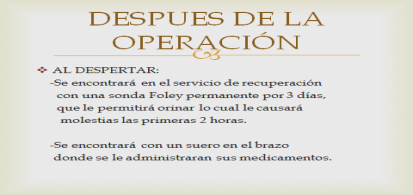 DESPUES DE LA
OPERACIÓN
AL DESPERTAR:
-Se encontrará en el servicio de recuperación
con una sonda Foley permanente por 3 días,
que le permitirá orinar lo cual le causará
molestias las primeras 2 horas.
-Se encontrará con un suero en el brazo
donde se le administraran sus medicamentos.